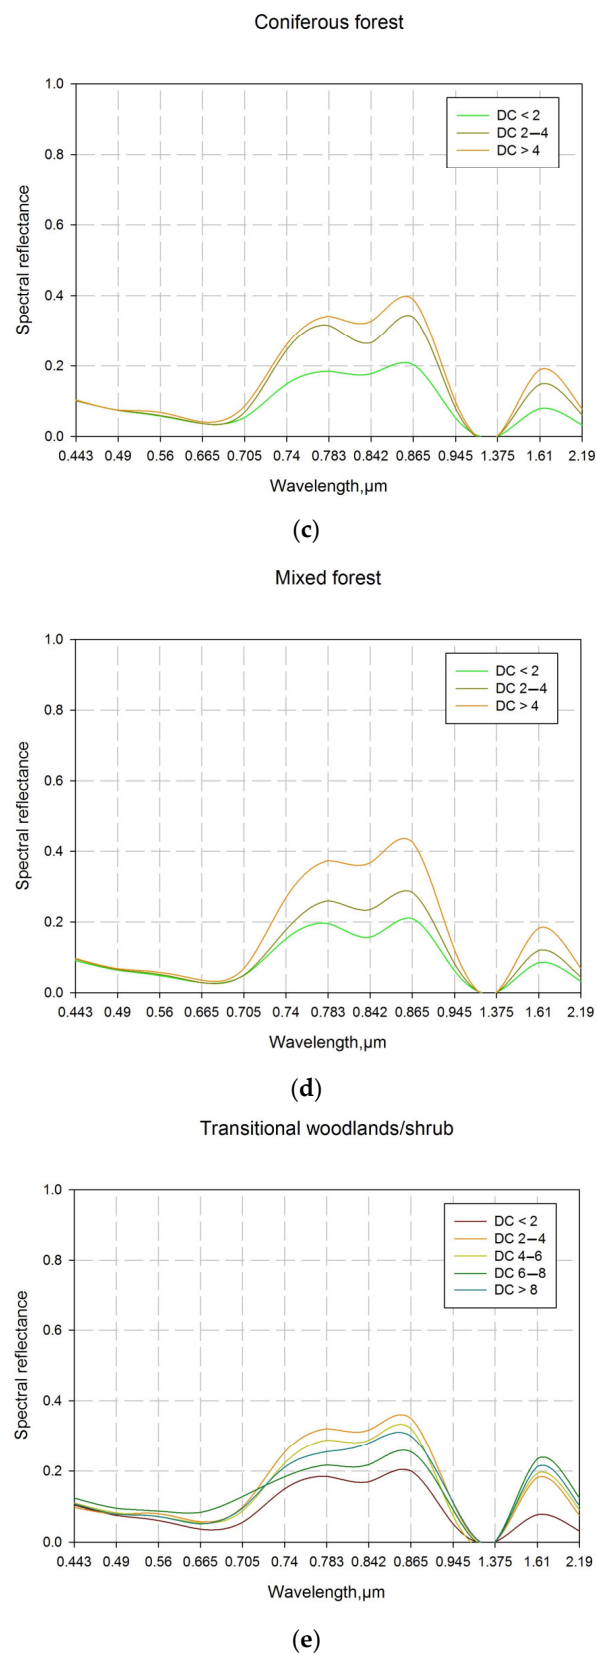 Coniferous forest
1.0
DC < 2
DC 2–4
DC > 4
0.8
0.6
0.4
0.2
0.0
Spectral reflectance
0.443 0.49 0.56 0.665 0.705 0.74 0.783 0.842 0.865 0.945 1.375 1.61 2.19
Wavelength,µm
(c)
Mixed forest
1.0
DC < 2
DC 2–4
DC > 4
0.8
0.6
0.4
0.2
0.0
Spectral reflectance
0.443 0.49 0.56 0.665 0.705 0.74 0.783 0.842 0.865 0.945 1.375 1.61 2.19
Wavelength,µm
(d)
Transitional woodlands/shrub
1.0
DC < 2
DC 2–4
DC 4–6
DC 6–8
DC > 8
0.8
0.6
0.4
0.2
0.0
Spectral reflectance
0.443 0.49 0.56 0.665 0.705 0.74 0.783 0.842 0.865 0.945 1.375 1.61 2.19
Wavelength,µm
(e)